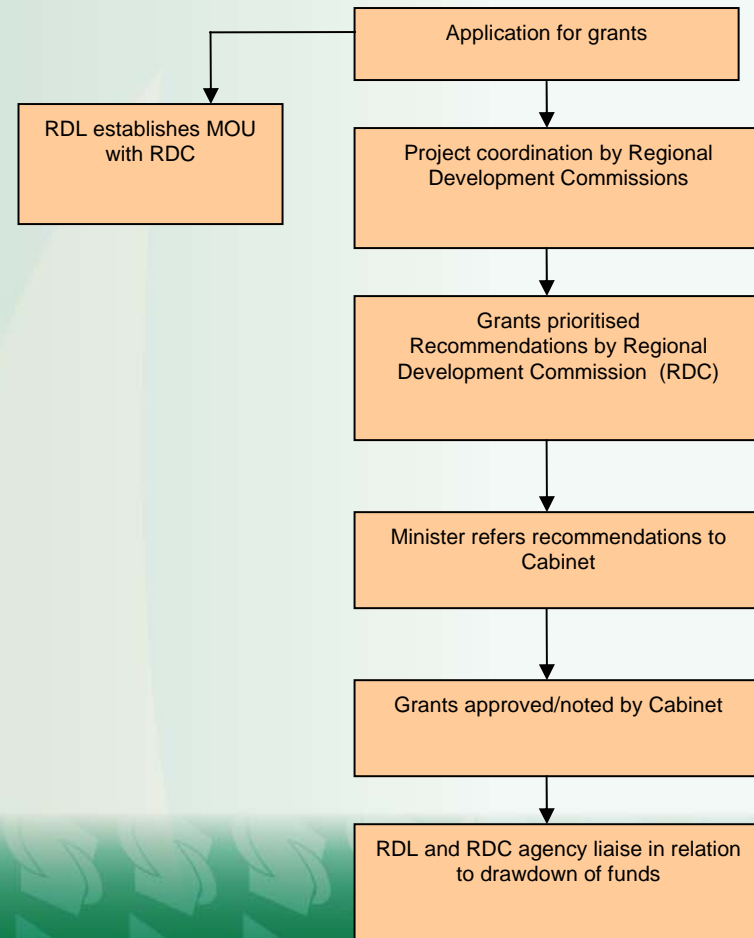 Application for grants
RDL establishes MOU
with RDC
Project coordination by Regional
Development Commissions
Grants prioritised
Recommendations by Regional
Development Commission  (RDC)
Minister refers recommendations to
Cabinet
Grants approved/noted by Cabinet
RDL and RDC agency liaise in relation
to drawdown of funds